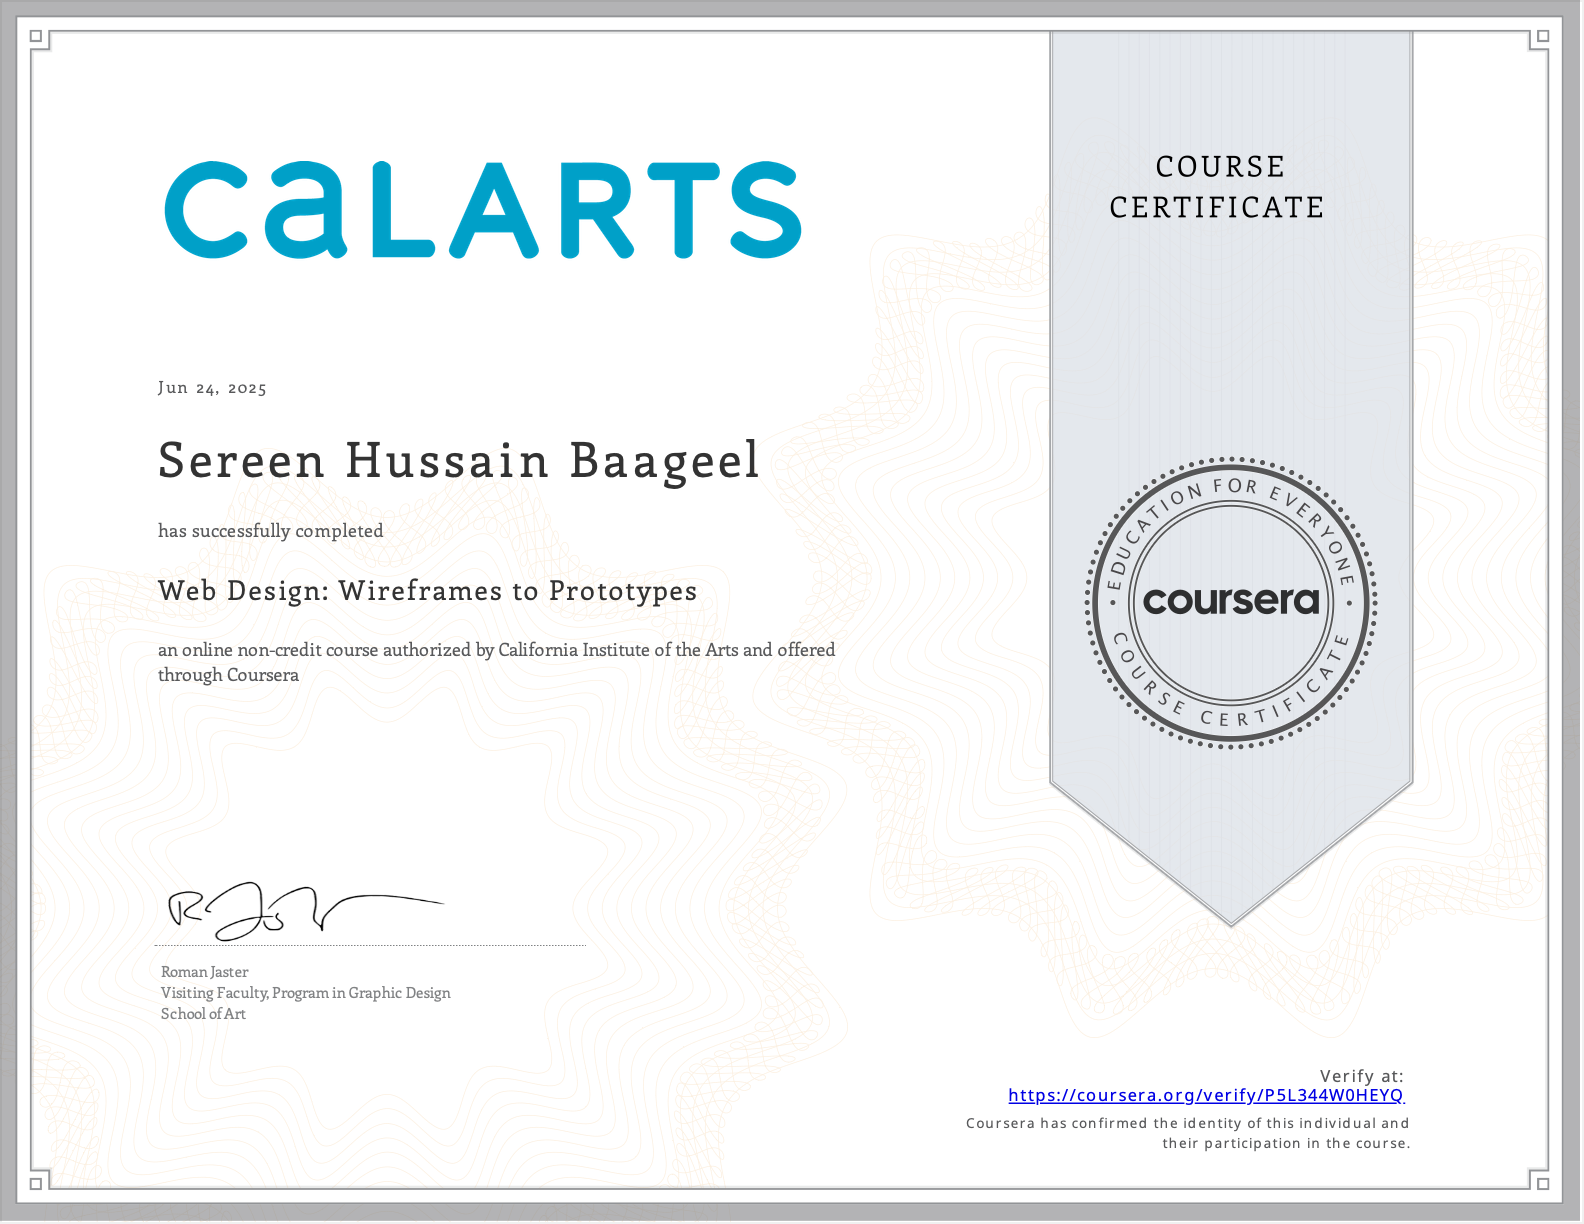 CALARTS
COURSE
CERTIFICATE
Jun 24, 2025
Sereen Hussain Baageel
has successfully completed
Web Design: Wireframes to Prototypes
an online non-credit course authorized by California Institute of the Arts and offered
through Coursera
EDUCATION FOR EVERYONE
coursera
COURSE CERTIFICATE
Roman Jaster
Visiting Faculty, Program in Graphic Design
School of Art
Verify at:
https://coursera.org/verify/P5L344W0HEYQ
Coursera has confirmed the identity of this individual and
their participation in the course.